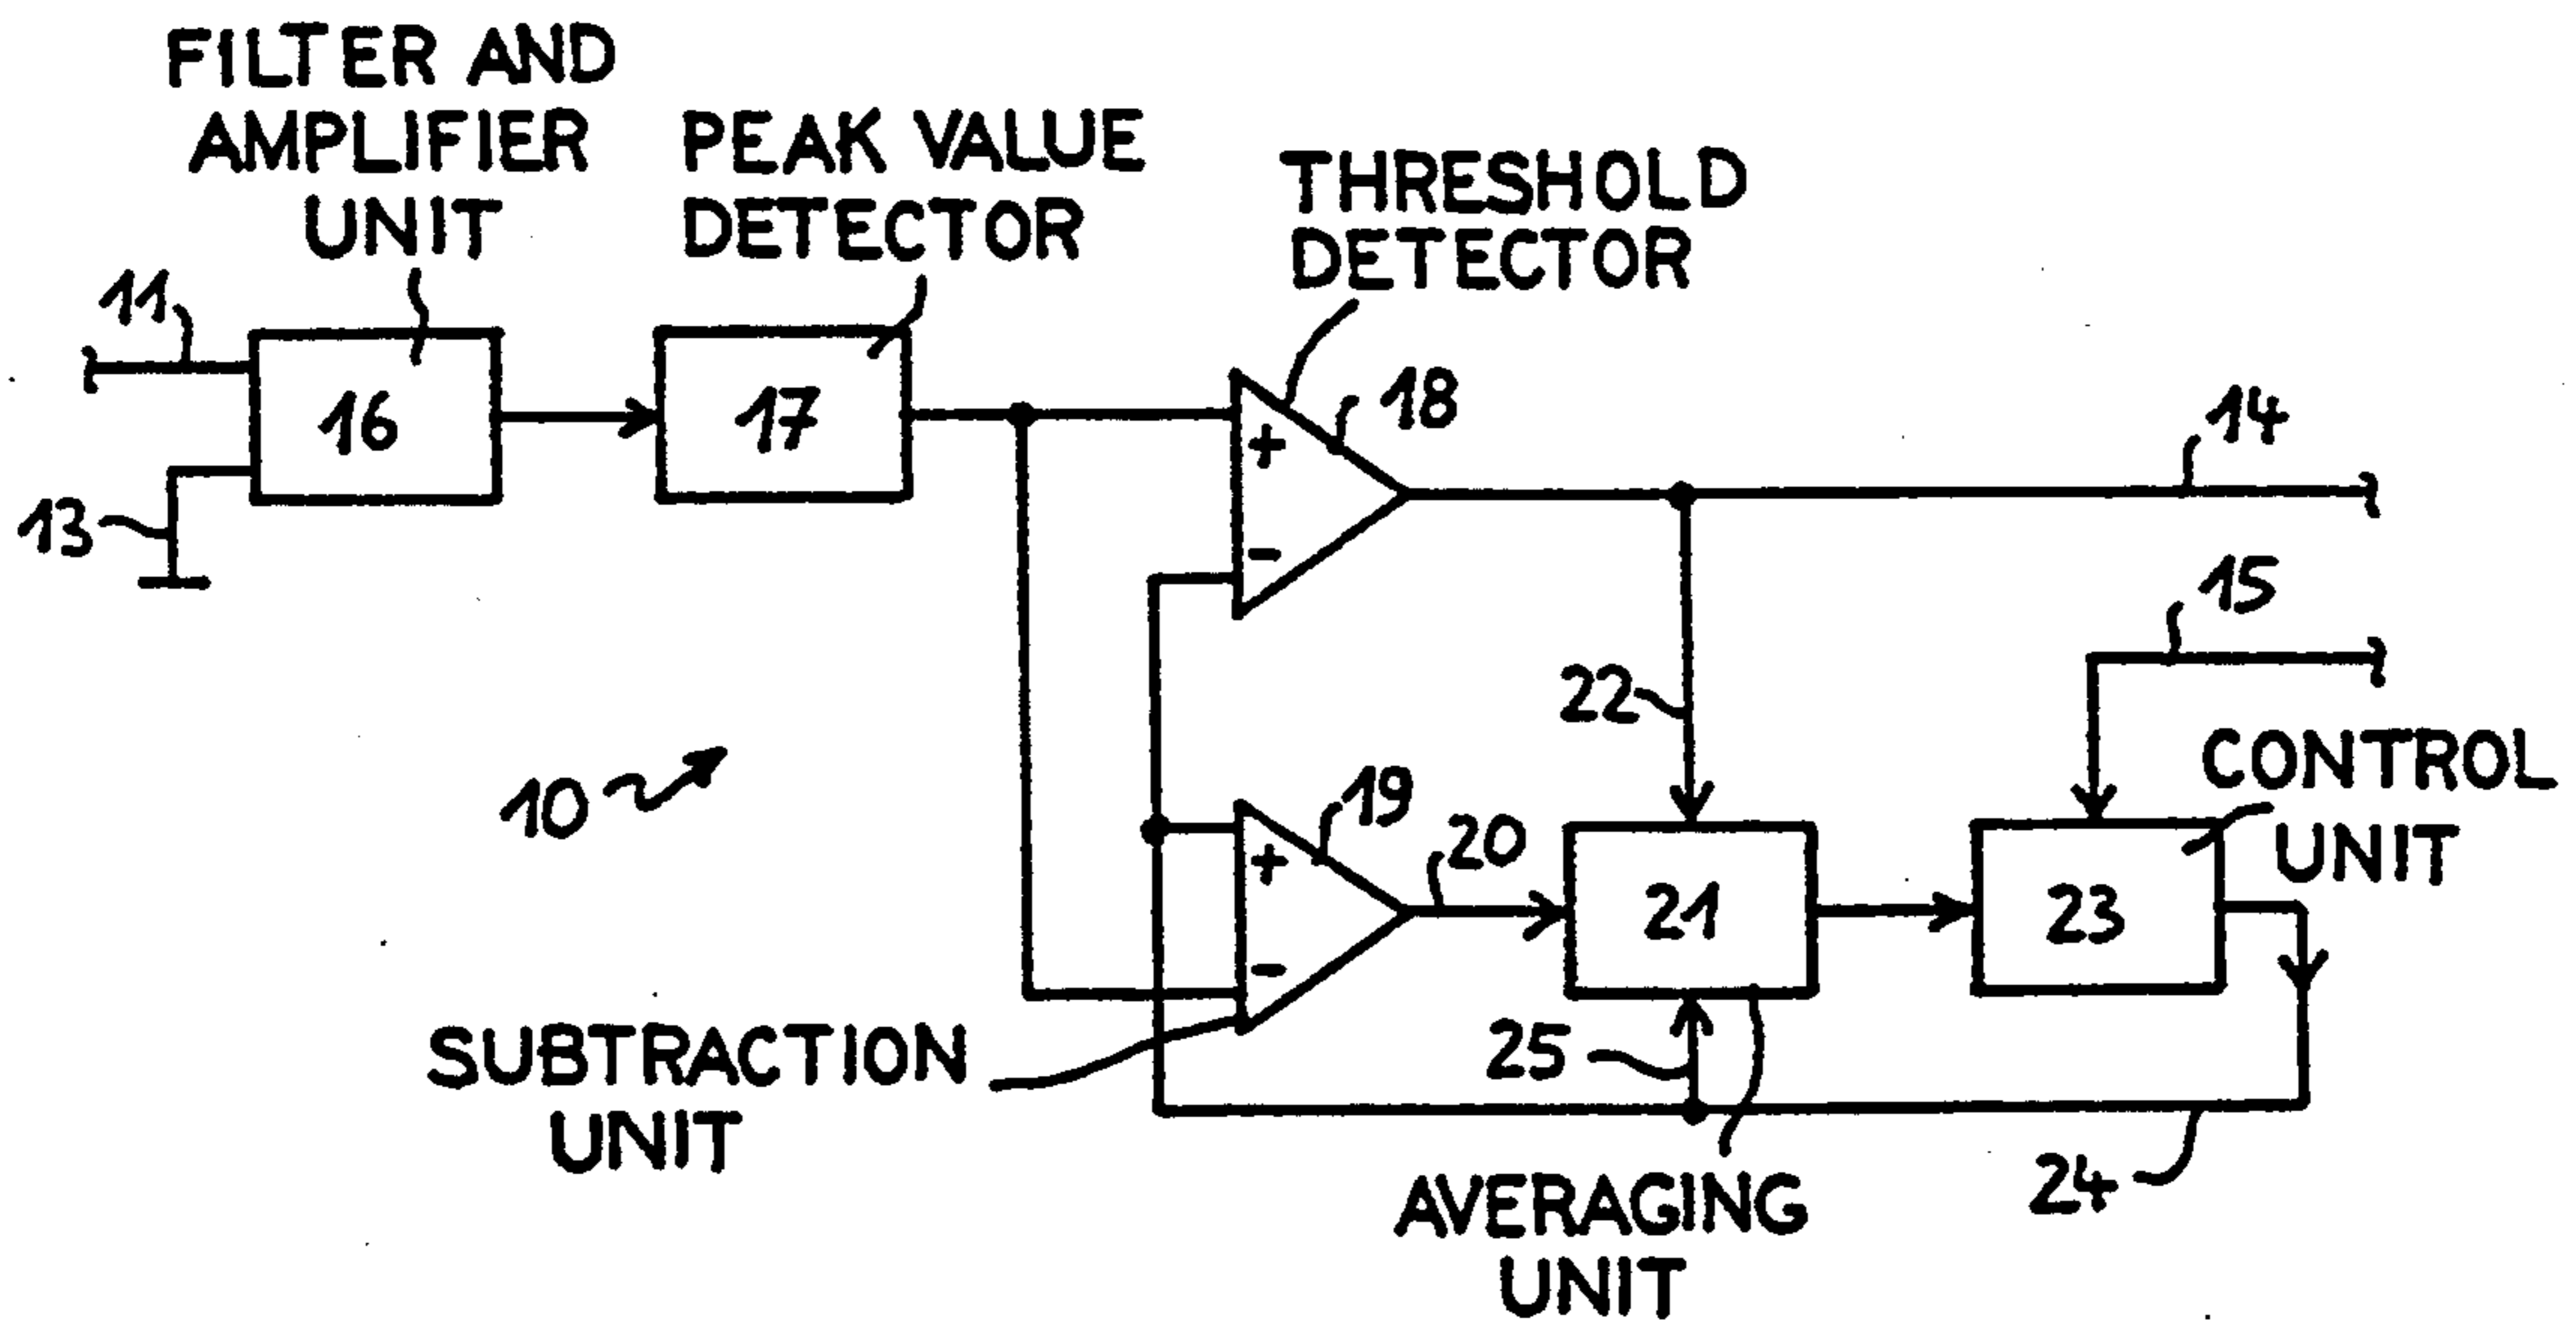 FILTER AND
AMPLIFIER
UNIT
PEAK VALUE
DETECTOR
THRESHOLD
DETECTOR
11
16
17
18
14
13
15
22
CONTROL
UNIT
10
19
20
21
23
SUBTRACTION
UNIT
25
AVERAGING
UNIT
24
+
-
+
-